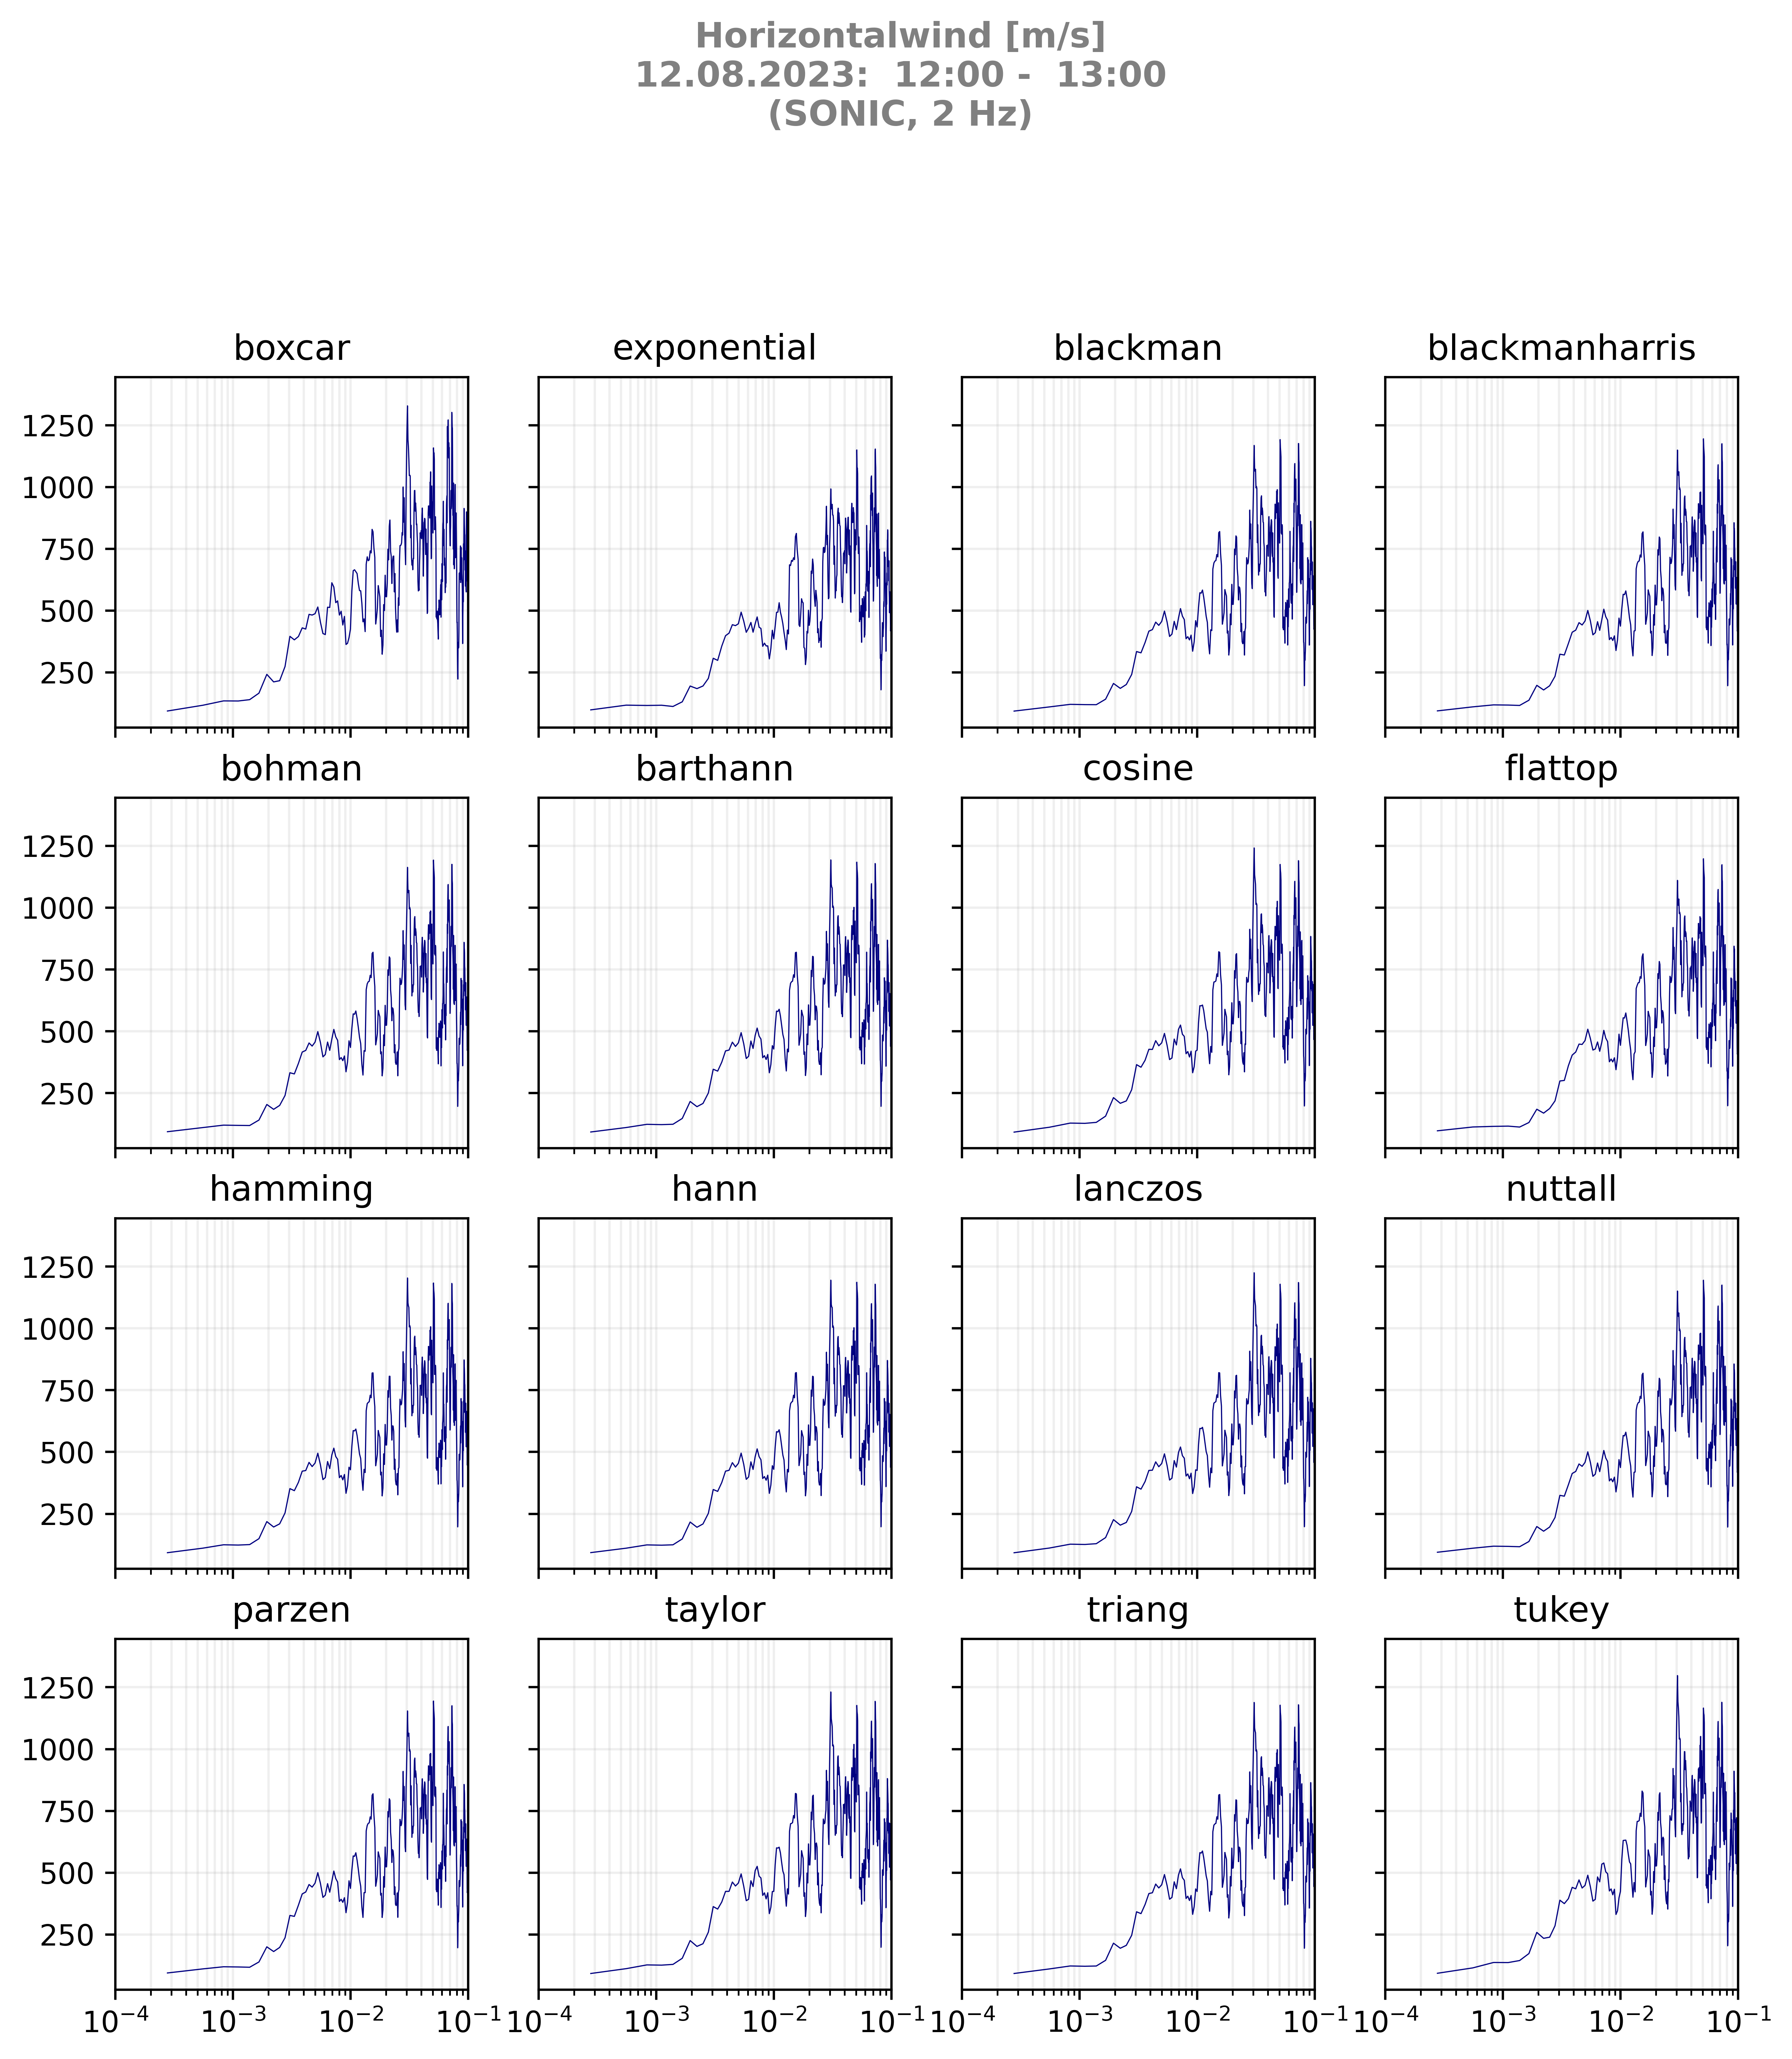 Horizontalwind [m/s]
12.08.2023:  12:00 -  13:00
(SONIC, 2 Hz)
boxcar exponential blackman blackmanharris
1250
1000
750
500
250
bohman barthann cosine flattop
1250
1000
750
500
250
hamming hann lanczos nuttall
1250
1000
750
500
250
parzen taylor triang tukey
1250
1000
750
500
250
10⁻⁴ 10⁻³ 10⁻² 10⁻¹ 10⁻⁴ 10⁻³ 10⁻² 10⁻¹ 10⁻⁴ 10⁻³ 10⁻² 10⁻¹ 10⁻⁴ 10⁻³ 10⁻² 10⁻¹